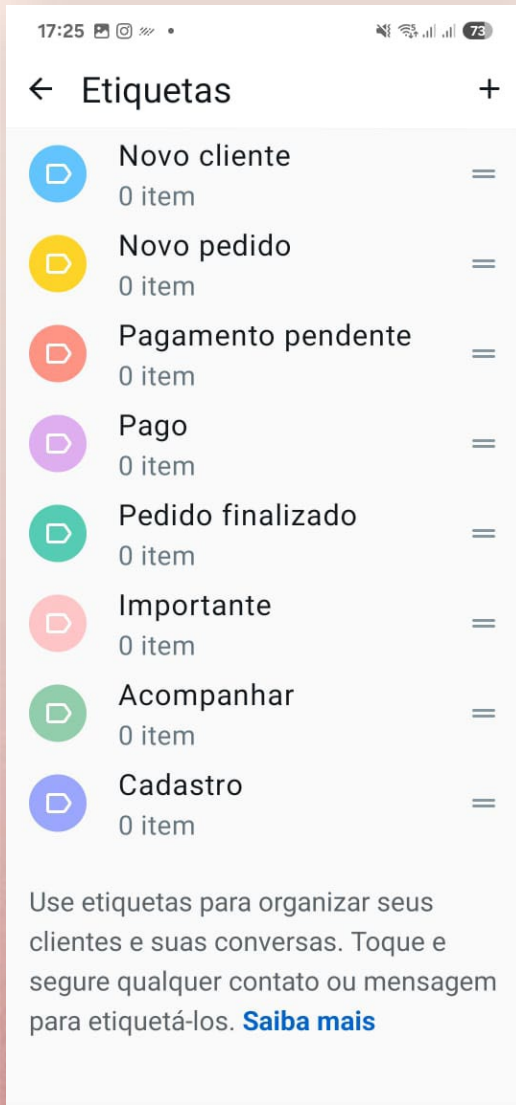 17:25
73
Etiquetas
Novo cliente
0 item
Novo pedido
0 item
Pagamento pendente
0 item
Pago
0 item
Pedido finalizado
0 item
Importante
0 item
Acompanhar
0 item
Cadastro
0 item
Use etiquetas para organizar seus
clientes e suas conversas. Toque e
segure qualquer contato ou mensagem
para etiquetá-los. Saiba mais